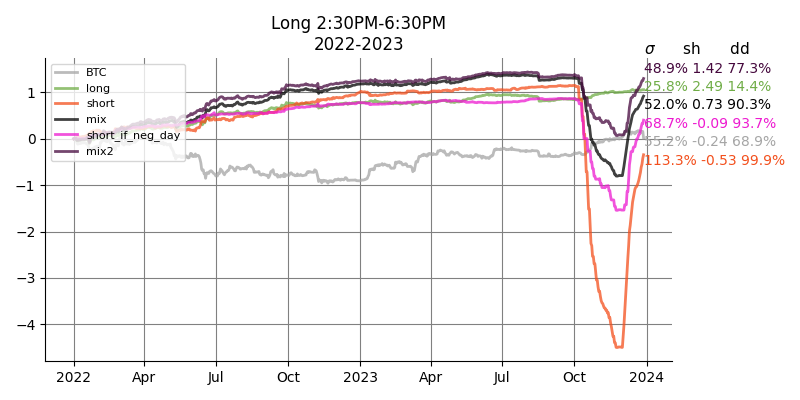 Long 2:30PM-6:30PM
2022-2023
σ sh dd
48.9% 1.42 77.3%
25.8% 2.49 14.4%
52.0% 0.73 90.3%
68.7% -0.09 93.7%
55.2% -0.24 68.9%
113.3% -0.53 99.9%
BTC
long
short
mix
short_if_neg_day
mix2
1
0
−1
−2
−3
−4
2022 Apr Jul Oct 2023 Apr Jul Oct 2024